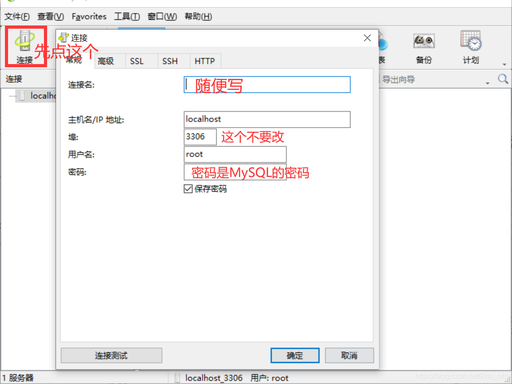 文件(F) 查看(V) Favorites 工具(T) 窗口(W) 帮助(H)
先点这个
连接
备份
计划
连接
导出向导
localho
连接
常规 高级 SSL SSH HTTP
连接名: 随便写
主机名/IP 地址: localhost
埠: 3306 这个不要改
用户名: root
密码: 密码是MySQL的密码
保存密码
连接测试 确定 取消
1 服务器 localhost_3306 用户: root